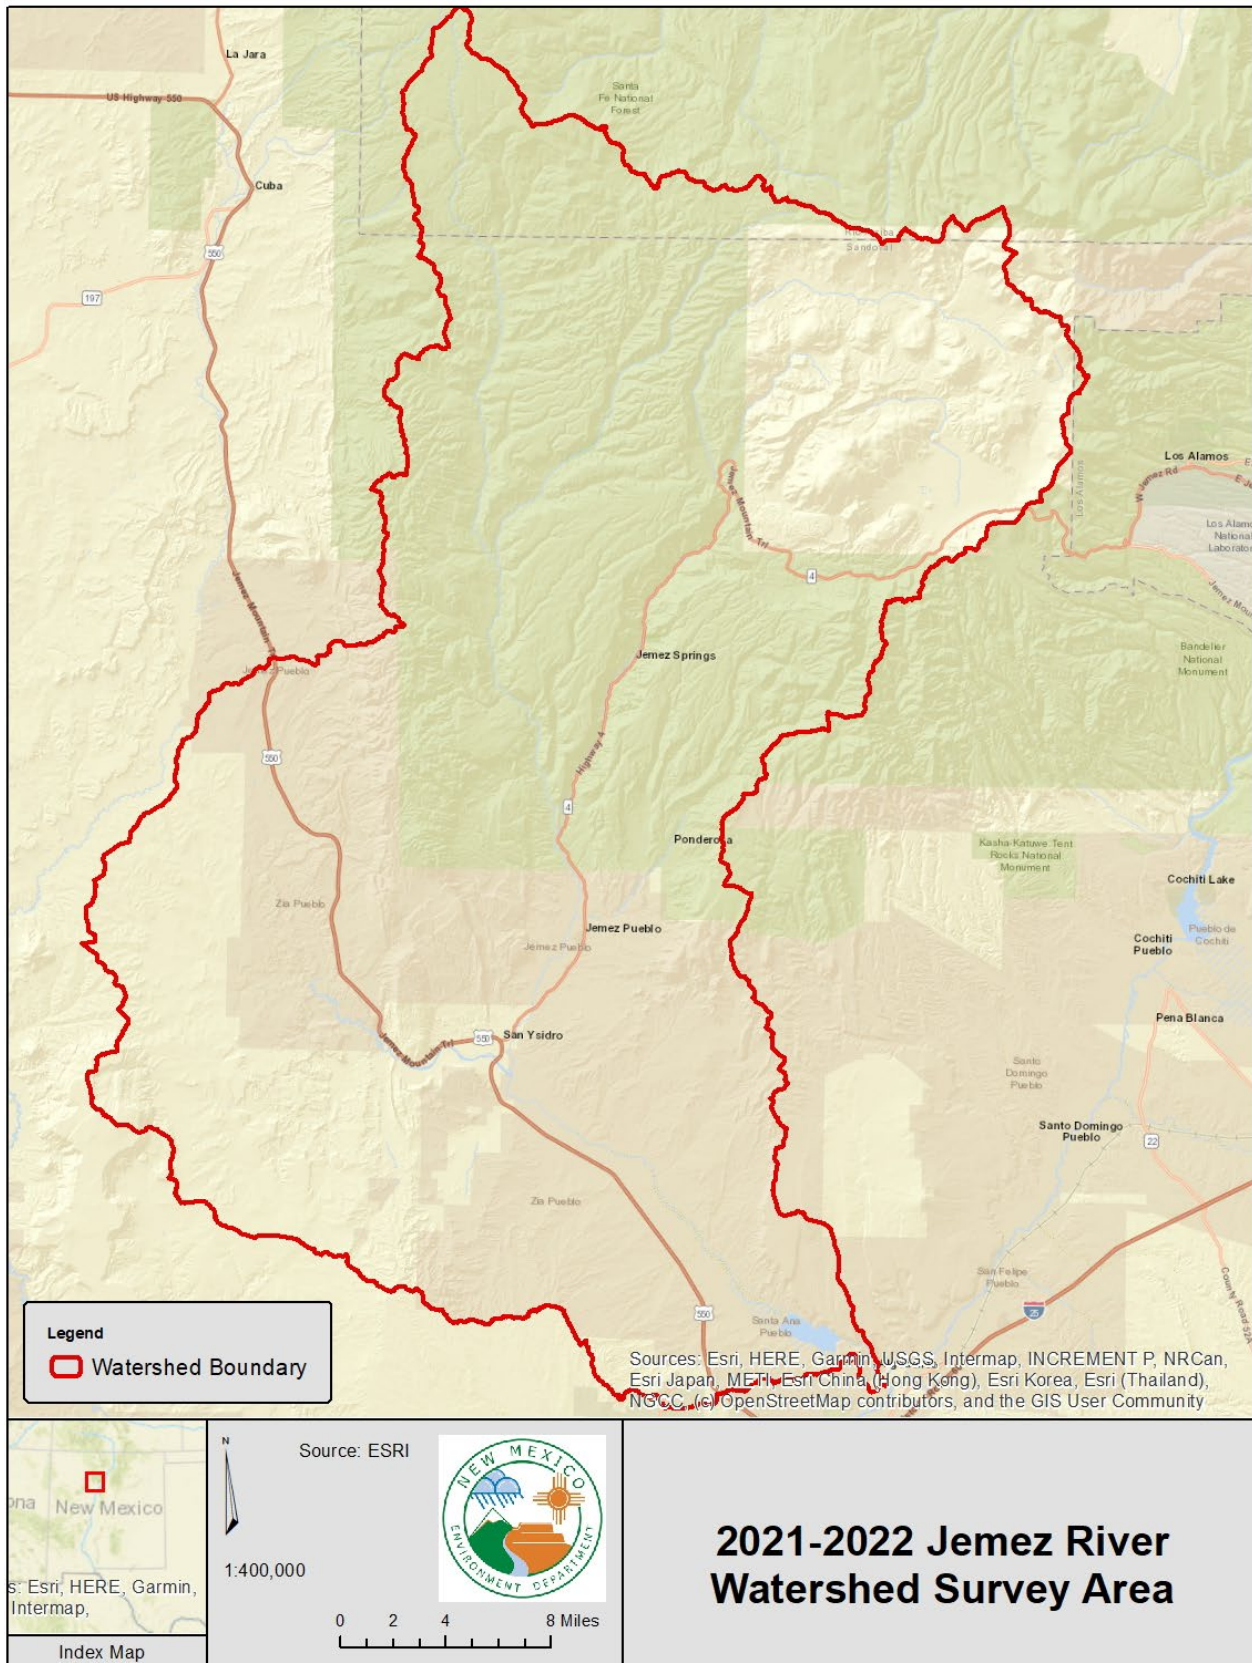 La Jara
US Highway 550
Santa
Fe National
Forest
Cuba
550
Sandoval
197
Los Alamos
W Jemez Rd
Los Alamos
Jemez Mountain Trl
4
National
Jemez Mountain
Jemez Springs
Bandelier
National
Monument
Jemez Pueblo
550
Highway 4
4
Ponderosa
Kasha-Katuwe Tent
Rocks National
Monument
Cochiti Lake
Zia Pueblo
Jemez Pueblo
Jemez Pueblo
Pueblo de
Cochiti
Cochiti
Pueblo
Pena Blanca
550
San Ysidro
Jemez Mountain Trl
Santo
Domingo
Pueblo
Santo Domingo
Pueblo
22
Zia Pueblo
San Felipe
Pueblo
25
550
Santa Ana
Pueblo
County Road 52A
Legend
Watershed Boundary
Sources: Esri, HERE, Garmin, USGS, Intermap, INCREMENT P, NRCan,
Esri Japan, METI, Esri China (Hong Kong), Esri Korea, Esri (Thailand),
NGCC, (c) OpenStreetMap contributors, and the GIS User Community
ona
New Mexico
s: Esri, HERE, Garmin,
Intermap,
Index Map
N
Source: ESRI
1:400,000
0 2 4 8 Miles
NEW MEXICO
ENVIRONMENT DEPARTMENT
2021-2022 Jemez River
Watershed Survey Area